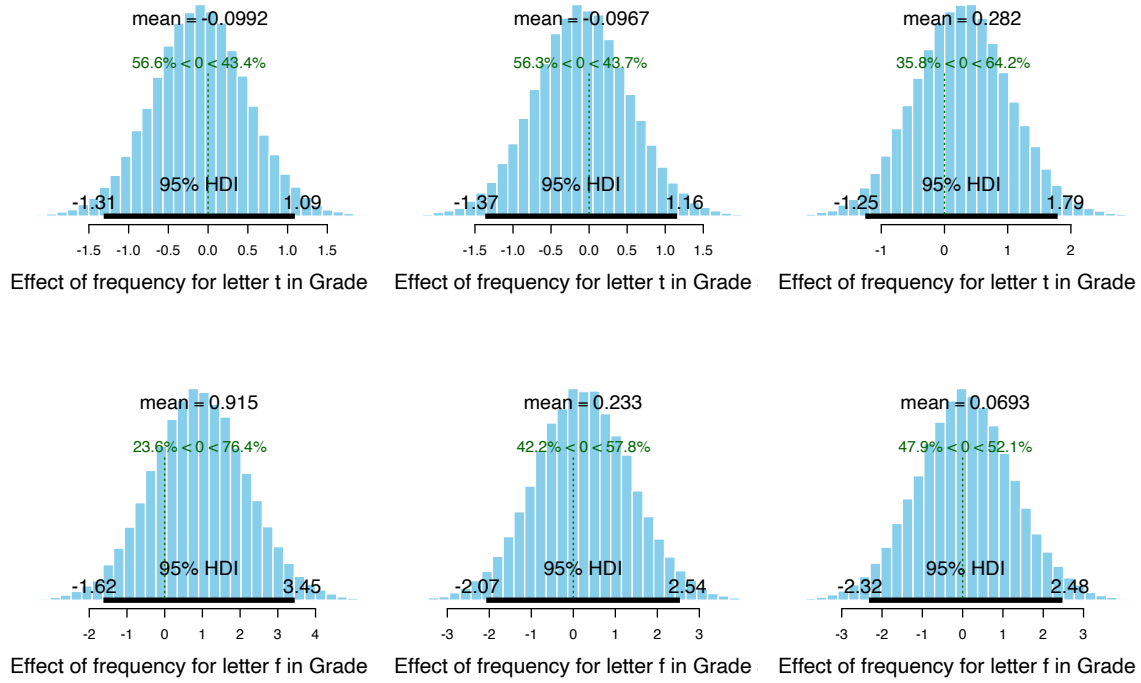 mean = -0.0992
56.6% < 0 < 43.4%
95% HDI
-1.31 1.09
-1.5 -1.0 -0.5 0.0 0.5 1.0 1.5
Effect of frequency for letter t in Grade
mean = -0.0967
56.3% < 0 < 43.7%
95% HDI
-1.37 1.16
-1.5 -0.5 0.0 0.5 1.0 1.5
Effect of frequency for letter t in Grade
mean = 0.282
35.8% < 0 < 64.2%
95% HDI
-1.25 1.79
-1 0 1 2
Effect of frequency for letter t in Grade
mean = 0.915
23.6% < 0 < 76.4%
95% HDI
-1.62 3.45
-2 -1 0 1 2 3 4
Effect of frequency for letter f in Grade
mean = 0.233
42.2% < 0 < 57.8%
95% HDI
-2.07 2.54
-3 -2 -1 0 1 2 3
Effect of frequency for letter f in Grade
mean = 0.0693
47.9% < 0 < 52.1%
95% HDI
-2.32 2.48
-3 -2 -1 0 1 2 3
Effect of frequency for letter f in Grade